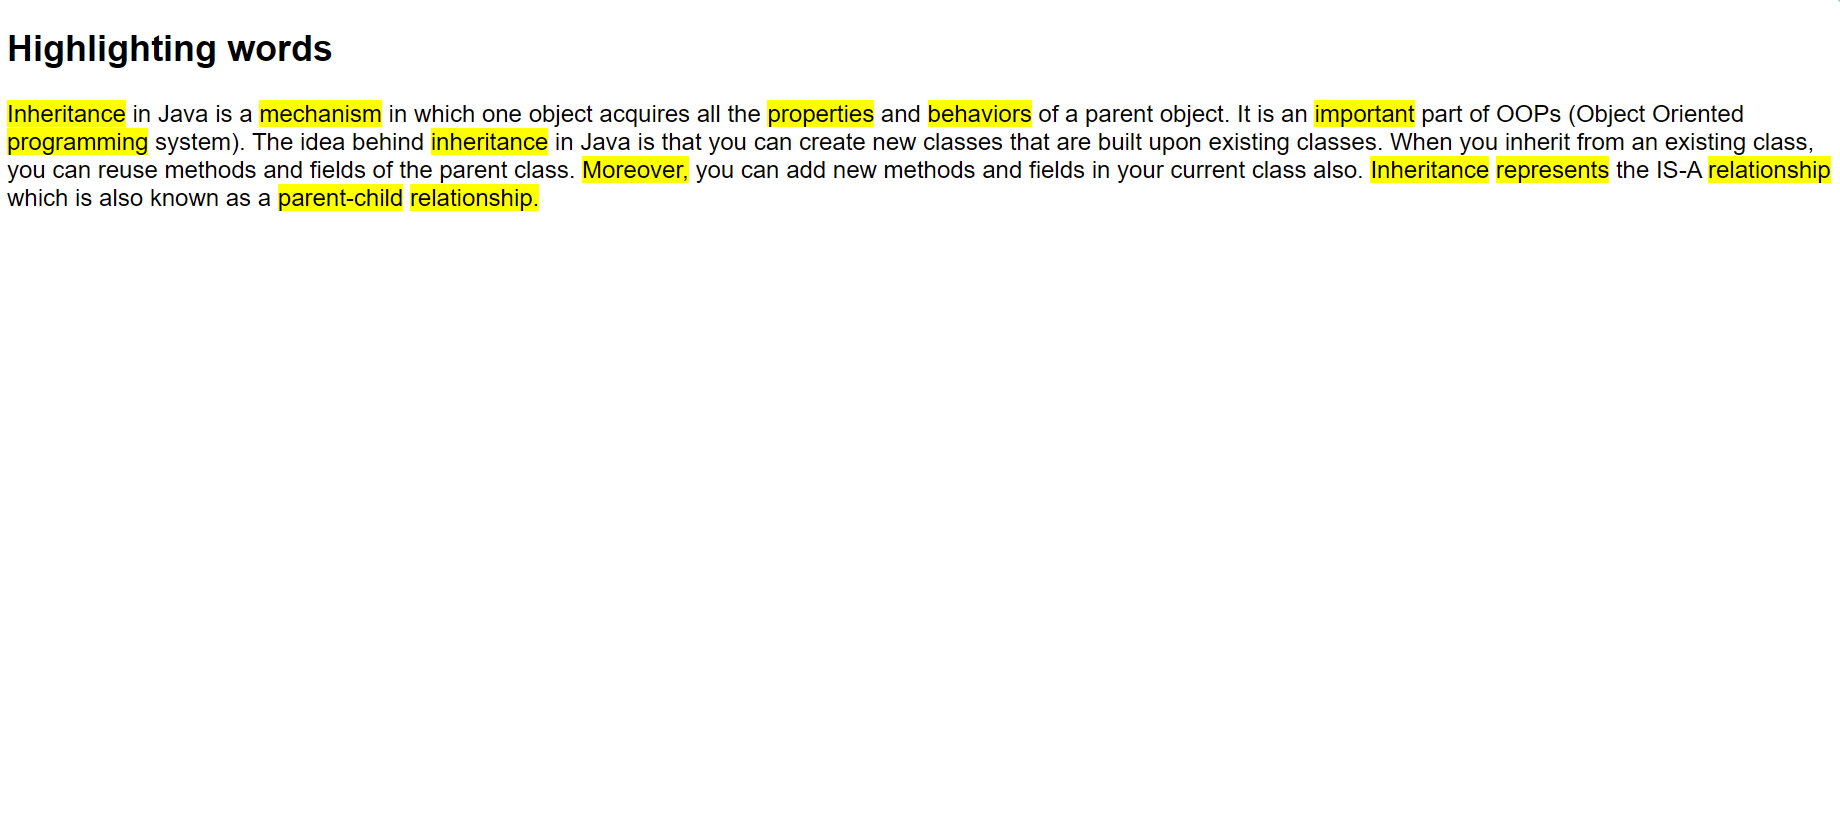 Highlighting words
Inheritance in Java is a mechanism in which one object acquires all the properties and behaviors of a parent object. It is an important part of OOPs (Object Oriented
programming system). The idea behind inheritance in Java is that you can create new classes that are built upon existing classes. When you inherit from an existing class,
you can reuse methods and fields of the parent class. Moreover, you can add new methods and fields in your current class also. Inheritance represents the IS-A relationship
which is also known as a parent-child relationship.